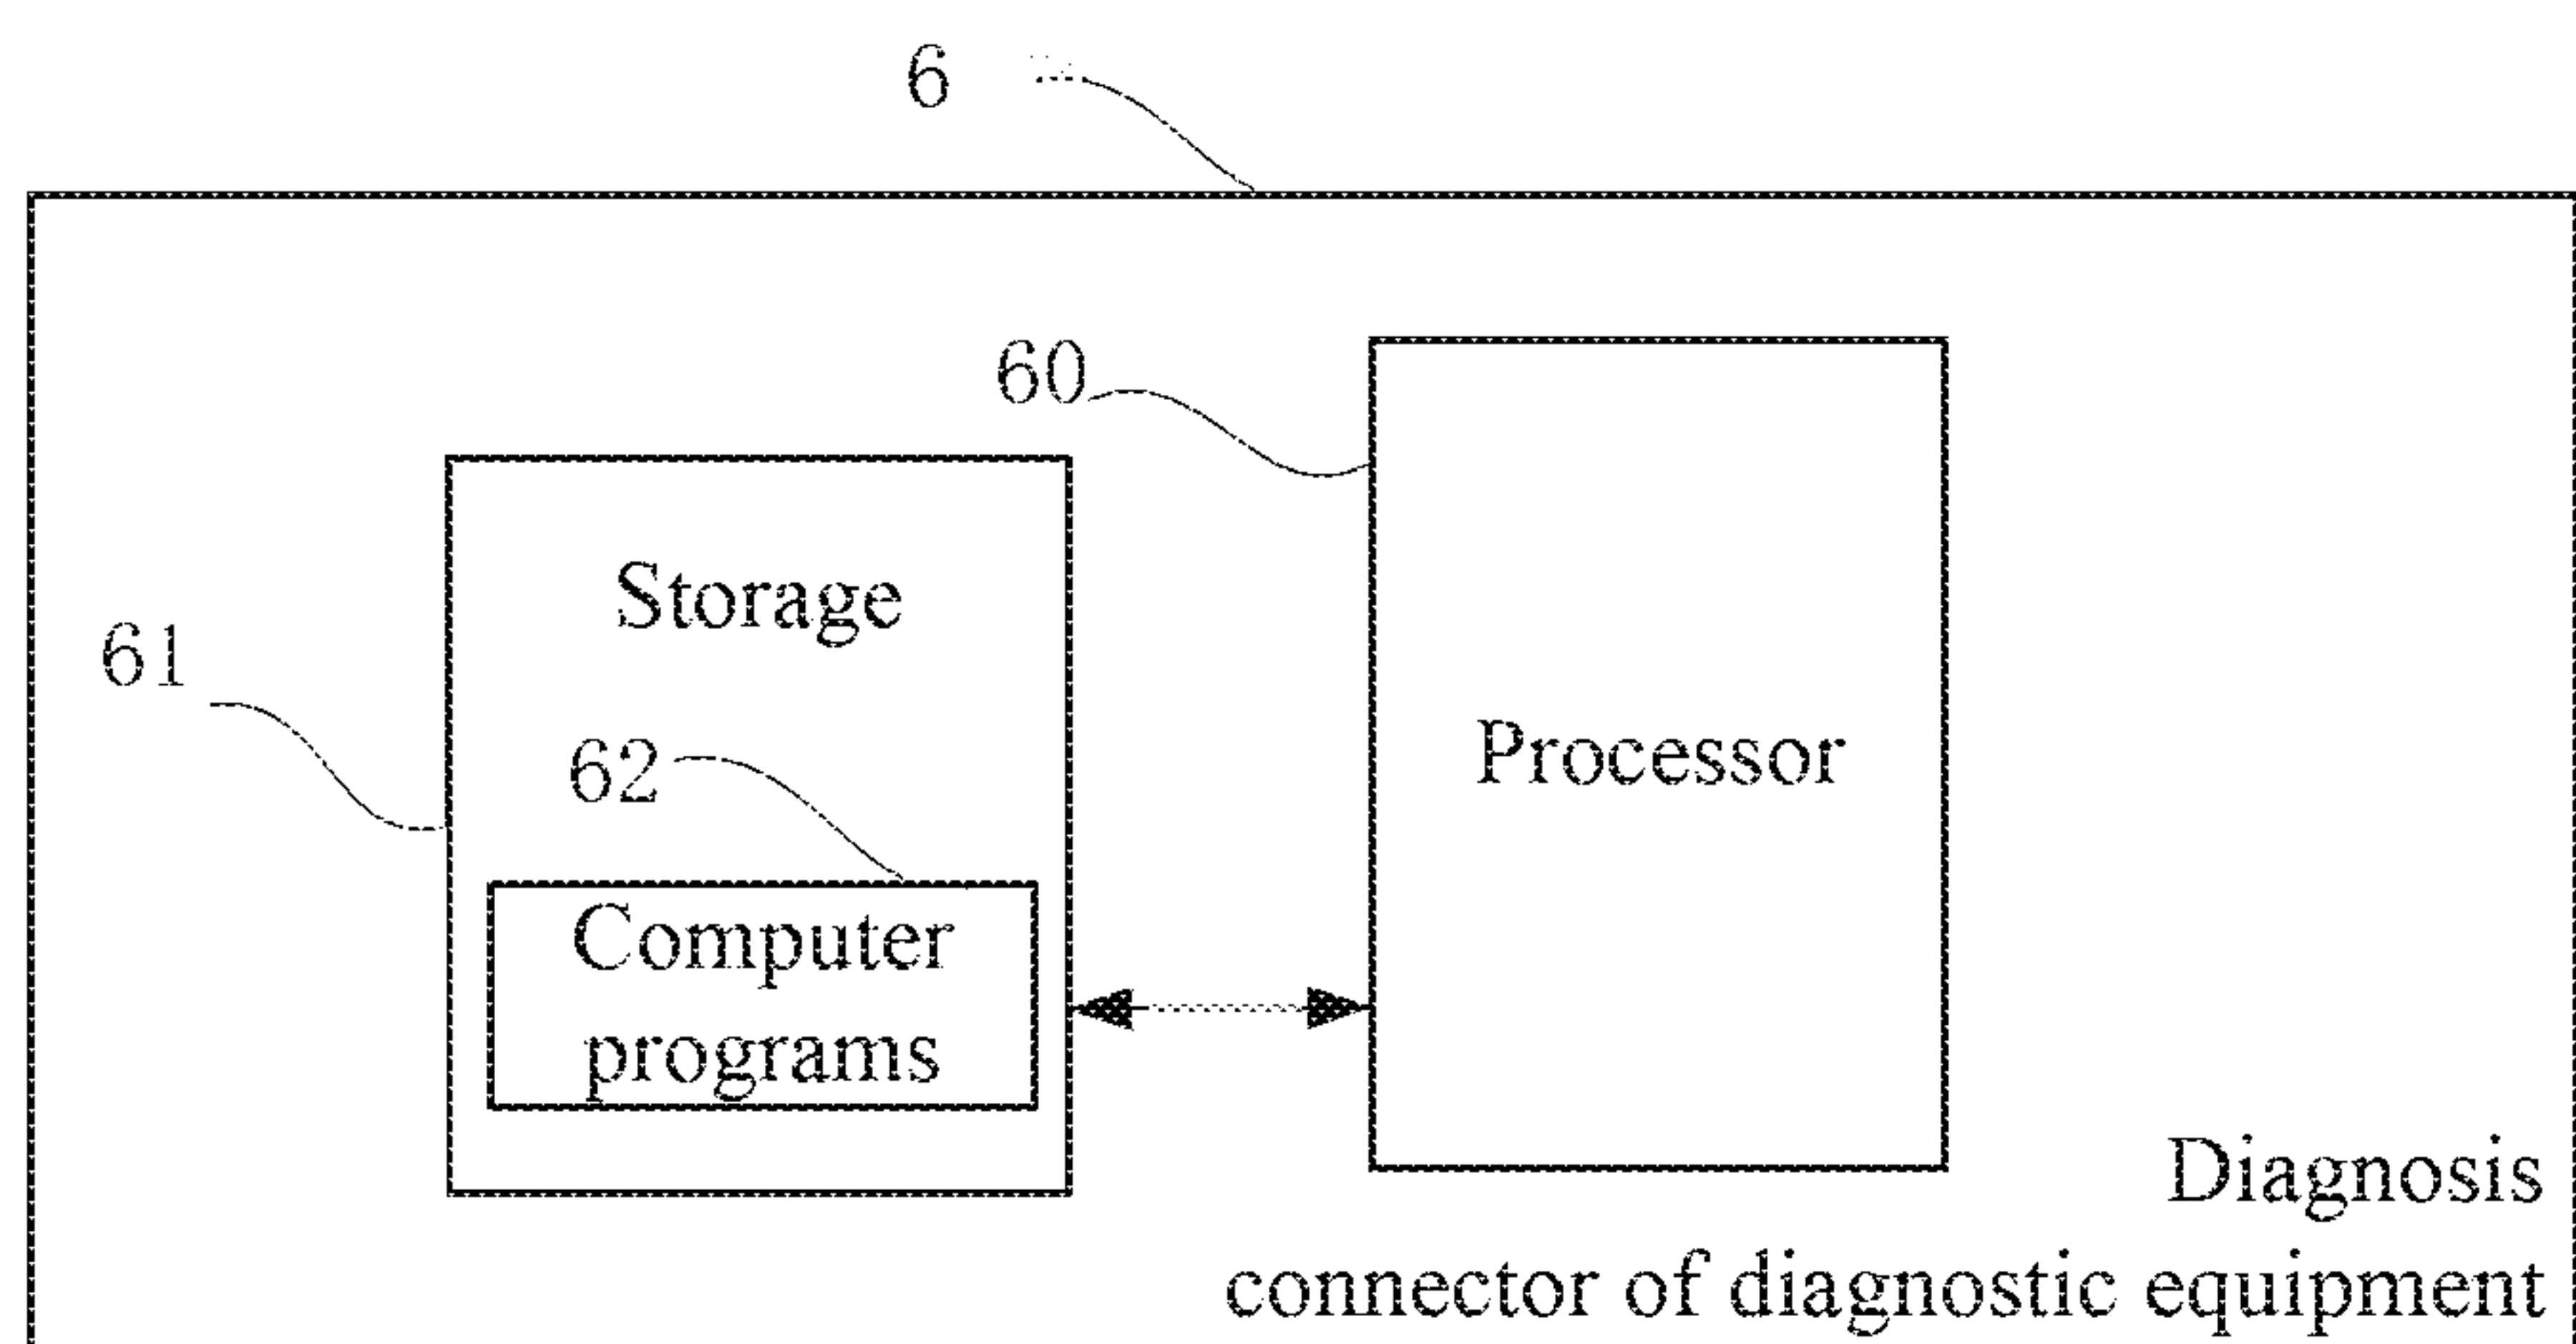 6
60
Storage
61
Processor
62
Computer
programs
Diagnosis
connector of diagnostic equipment